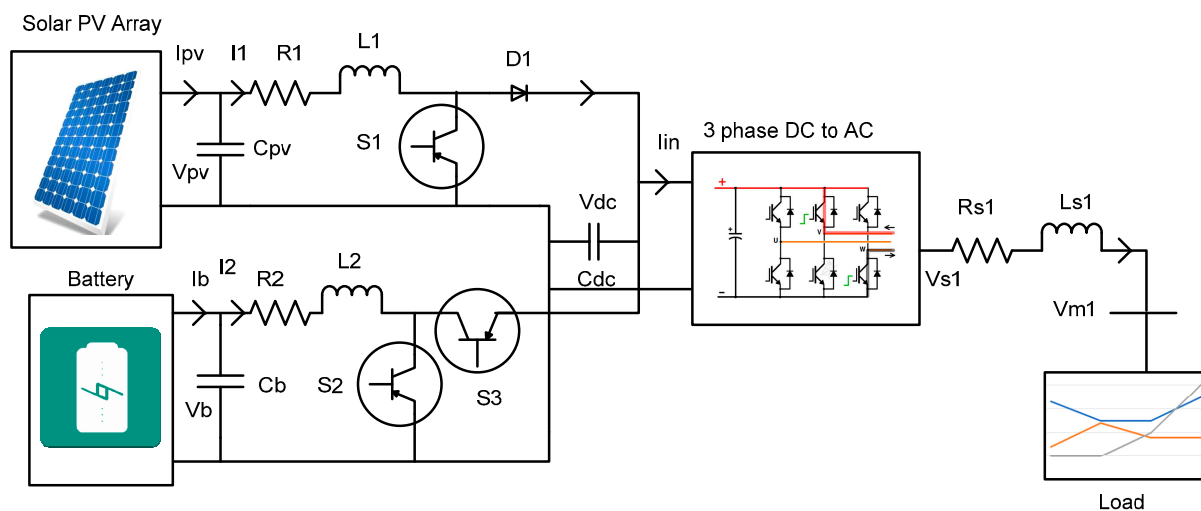 Solar PV Array
Ipv
I1
R1
L1
D1
S1
Cpv
Vpv
Iin
3 phase DC to AC
+
+
V
U
W
−
Vdc
Cdc
Rs1
Ls1
Vs1
Vm1
Battery
Ib
I2
R2
L2
S2
S3
Cb
Vb
Load